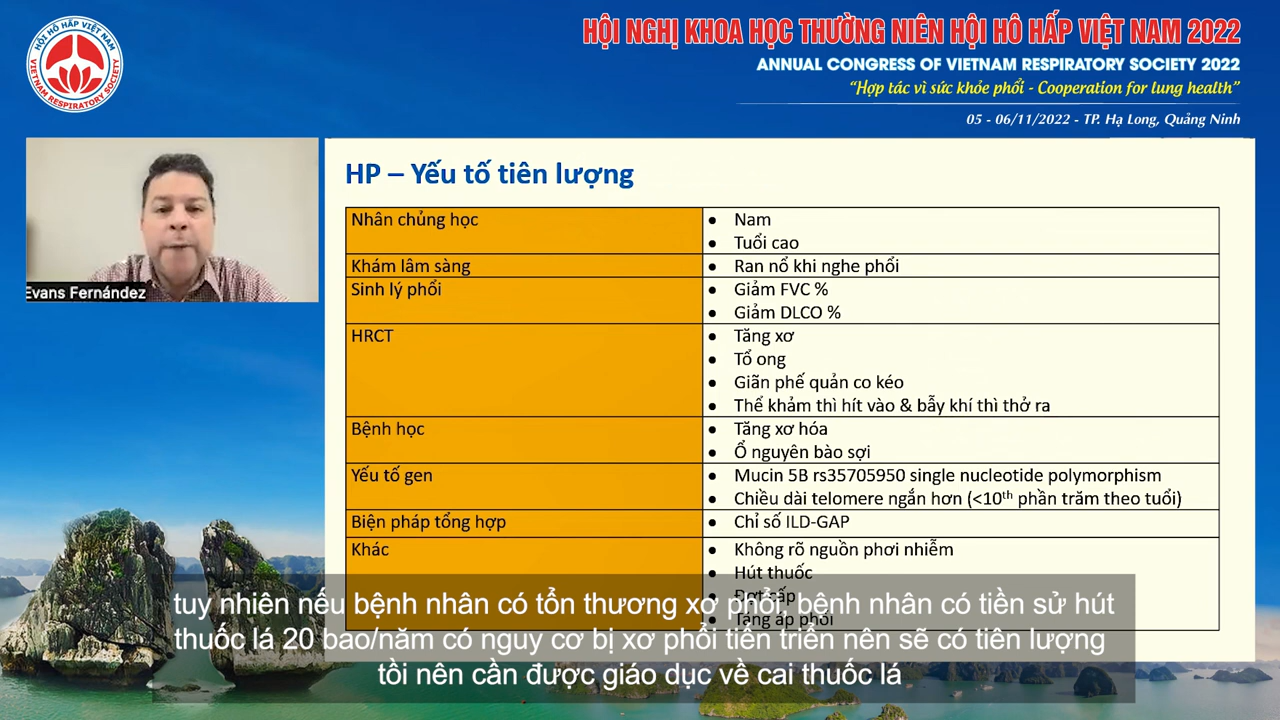 HỘI HÔ HẤP VIỆT NAM
VIETNAM RESPIRATORY SOCIETY
HỘI NGHỊ KHOA HỌC THƯỜNG NIÊN HỘI HÔ HẤP VIỆT NAM 2022
ANNUAL CONGRESS OF VIETNAM RESPIRATORY SOCIETY 2022
“Hợp tác vì sức khỏe phổi - Cooperation for lung health”
05 - 06/11/2022 - TP. Hạ Long, Quảng Ninh
Evans Fernández
HP – Yếu tố tiên lượng
Nhân chủng học
● Nam
● Tuổi cao
Khám lâm sàng
● Ran nổ khi nghe phổi
Sinh lý phổi
● Giảm FVC %
● Giảm DLCO %
HRCT
● Tăng xơ
● Tổ ong
● Giãn phế quản co kéo
● Thể khảm thì hít vào & bẫy khí thì thở ra
Bệnh học
● Tăng xơ hóa
● Ổ nguyên bào sợi
Yếu tố gen
● Mucin 5B rs35705950 single nucleotide polymorphism
● Chiều dài telomere ngắn hơn (<10th phần trăm theo tuổi)
Biện pháp tổng hợp
● Chỉ số ILD-GAP
Khác
● Không rõ nguồn phơi nhiễm
● Hút thuốc
● Đợt cấp
● Tăng áp phổi
tuy nhiên nếu bệnh nhân có tổn thương xơ phổi, bệnh nhân có tiền sử hút
thuốc lá 20 bao/năm có nguy cơ bị xơ phổi tiến triển nên sẽ có tiên lượng
tồi nên cần được giáo dục về cai thuốc lá